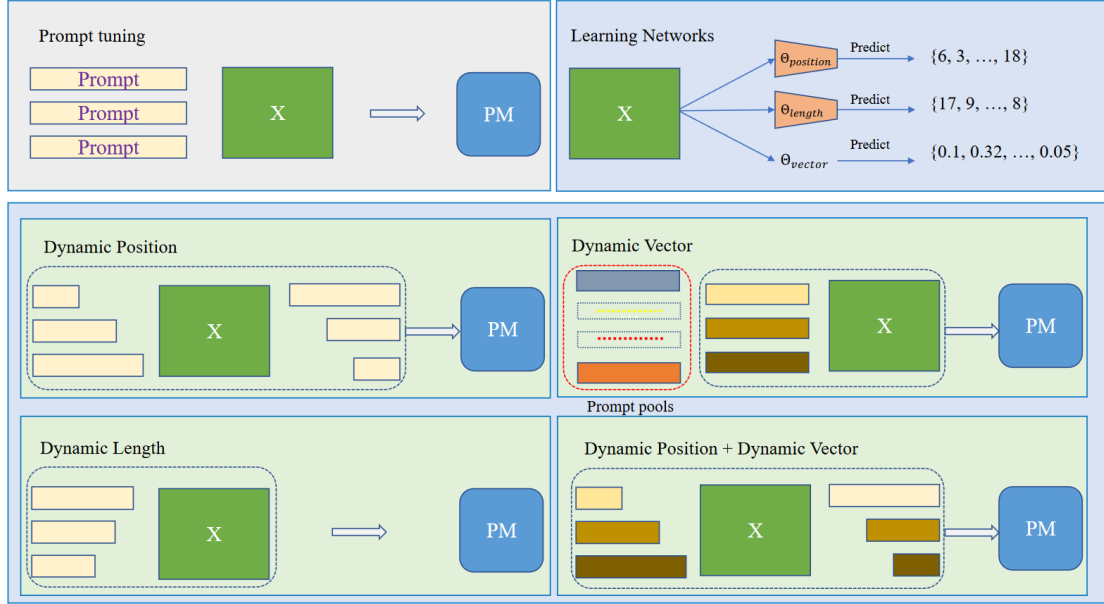 Prompt tuning
Prompt
Prompt
Prompt
X
PM
Learning Networks
X
Θposition
Predict
{6, 3, …, 18}
Θlength
Predict
{17, 9, …, 8}
Θvector
Predict
{0.1, 0.32, …, 0.05}
Dynamic Position
X
PM
Dynamic Vector
X
PM
Prompt pools
Dynamic Length
X
PM
Dynamic Position + Dynamic Vector
X
PM